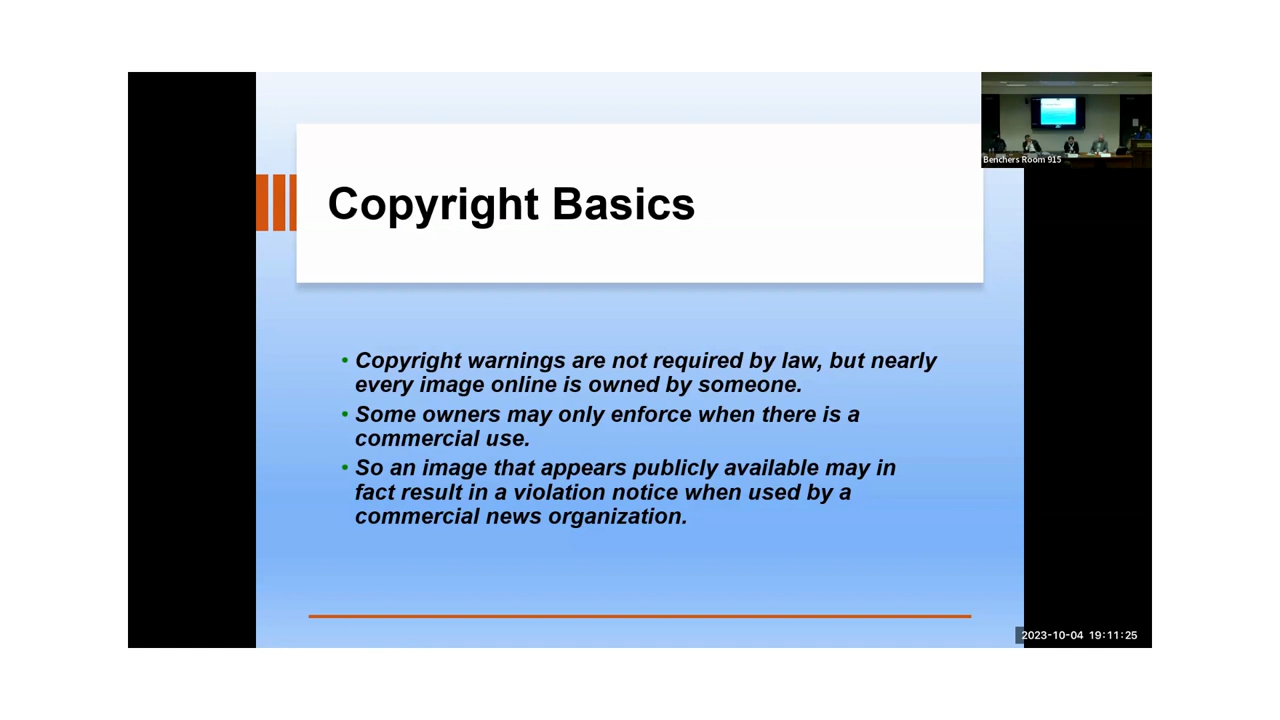 Benchers Room 915
Copyright Basics
• Copyright warnings are not required by law, but nearly
every image online is owned by someone.
• Some owners may only enforce when there is a
commercial use.
• So an image that appears publicly available may in
fact result in a violation notice when used by a
commercial news organization.
2023-10-04 19:11:25